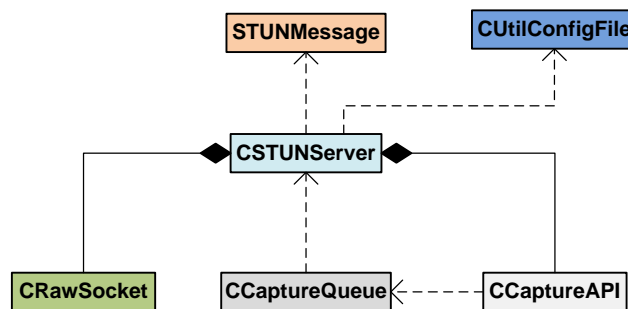 STUNMessage
CUtilConfigFile
CSTUNServer
CRawSocket
CCaptureQueue
CCaptureAPI